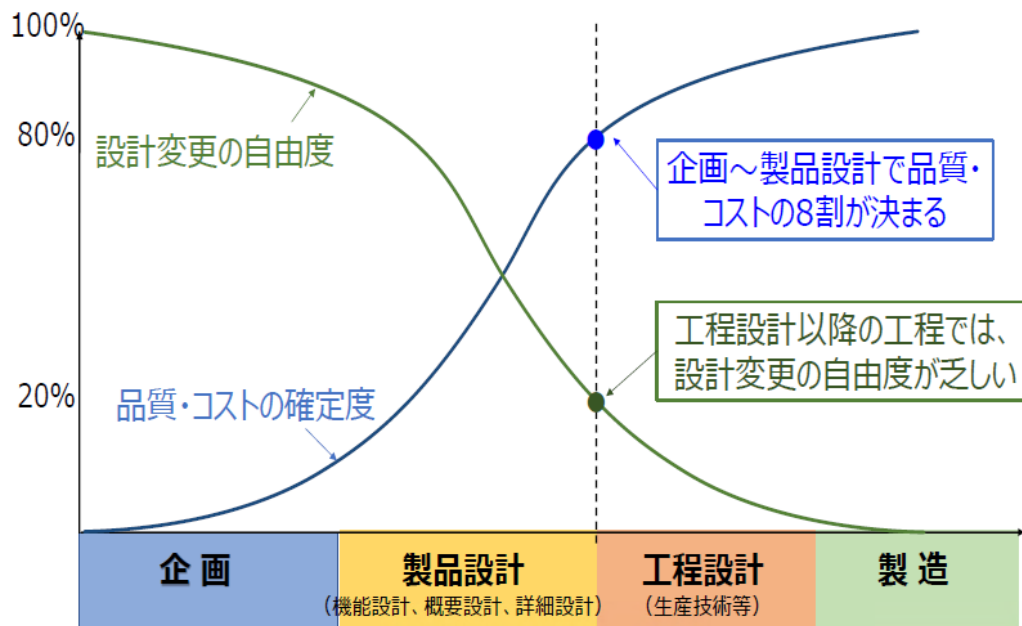 100%
設計変更の自由度
80%
企画～製品設計で品質・
コストの8割が決まる
工程設計以降の工程では、
設計変更の自由度が乏しい
20%
品質・コストの確定度
企 画
製品設計
(機能設計、概要設計、詳細設計)
工程設計
(生産技術等)
製 造